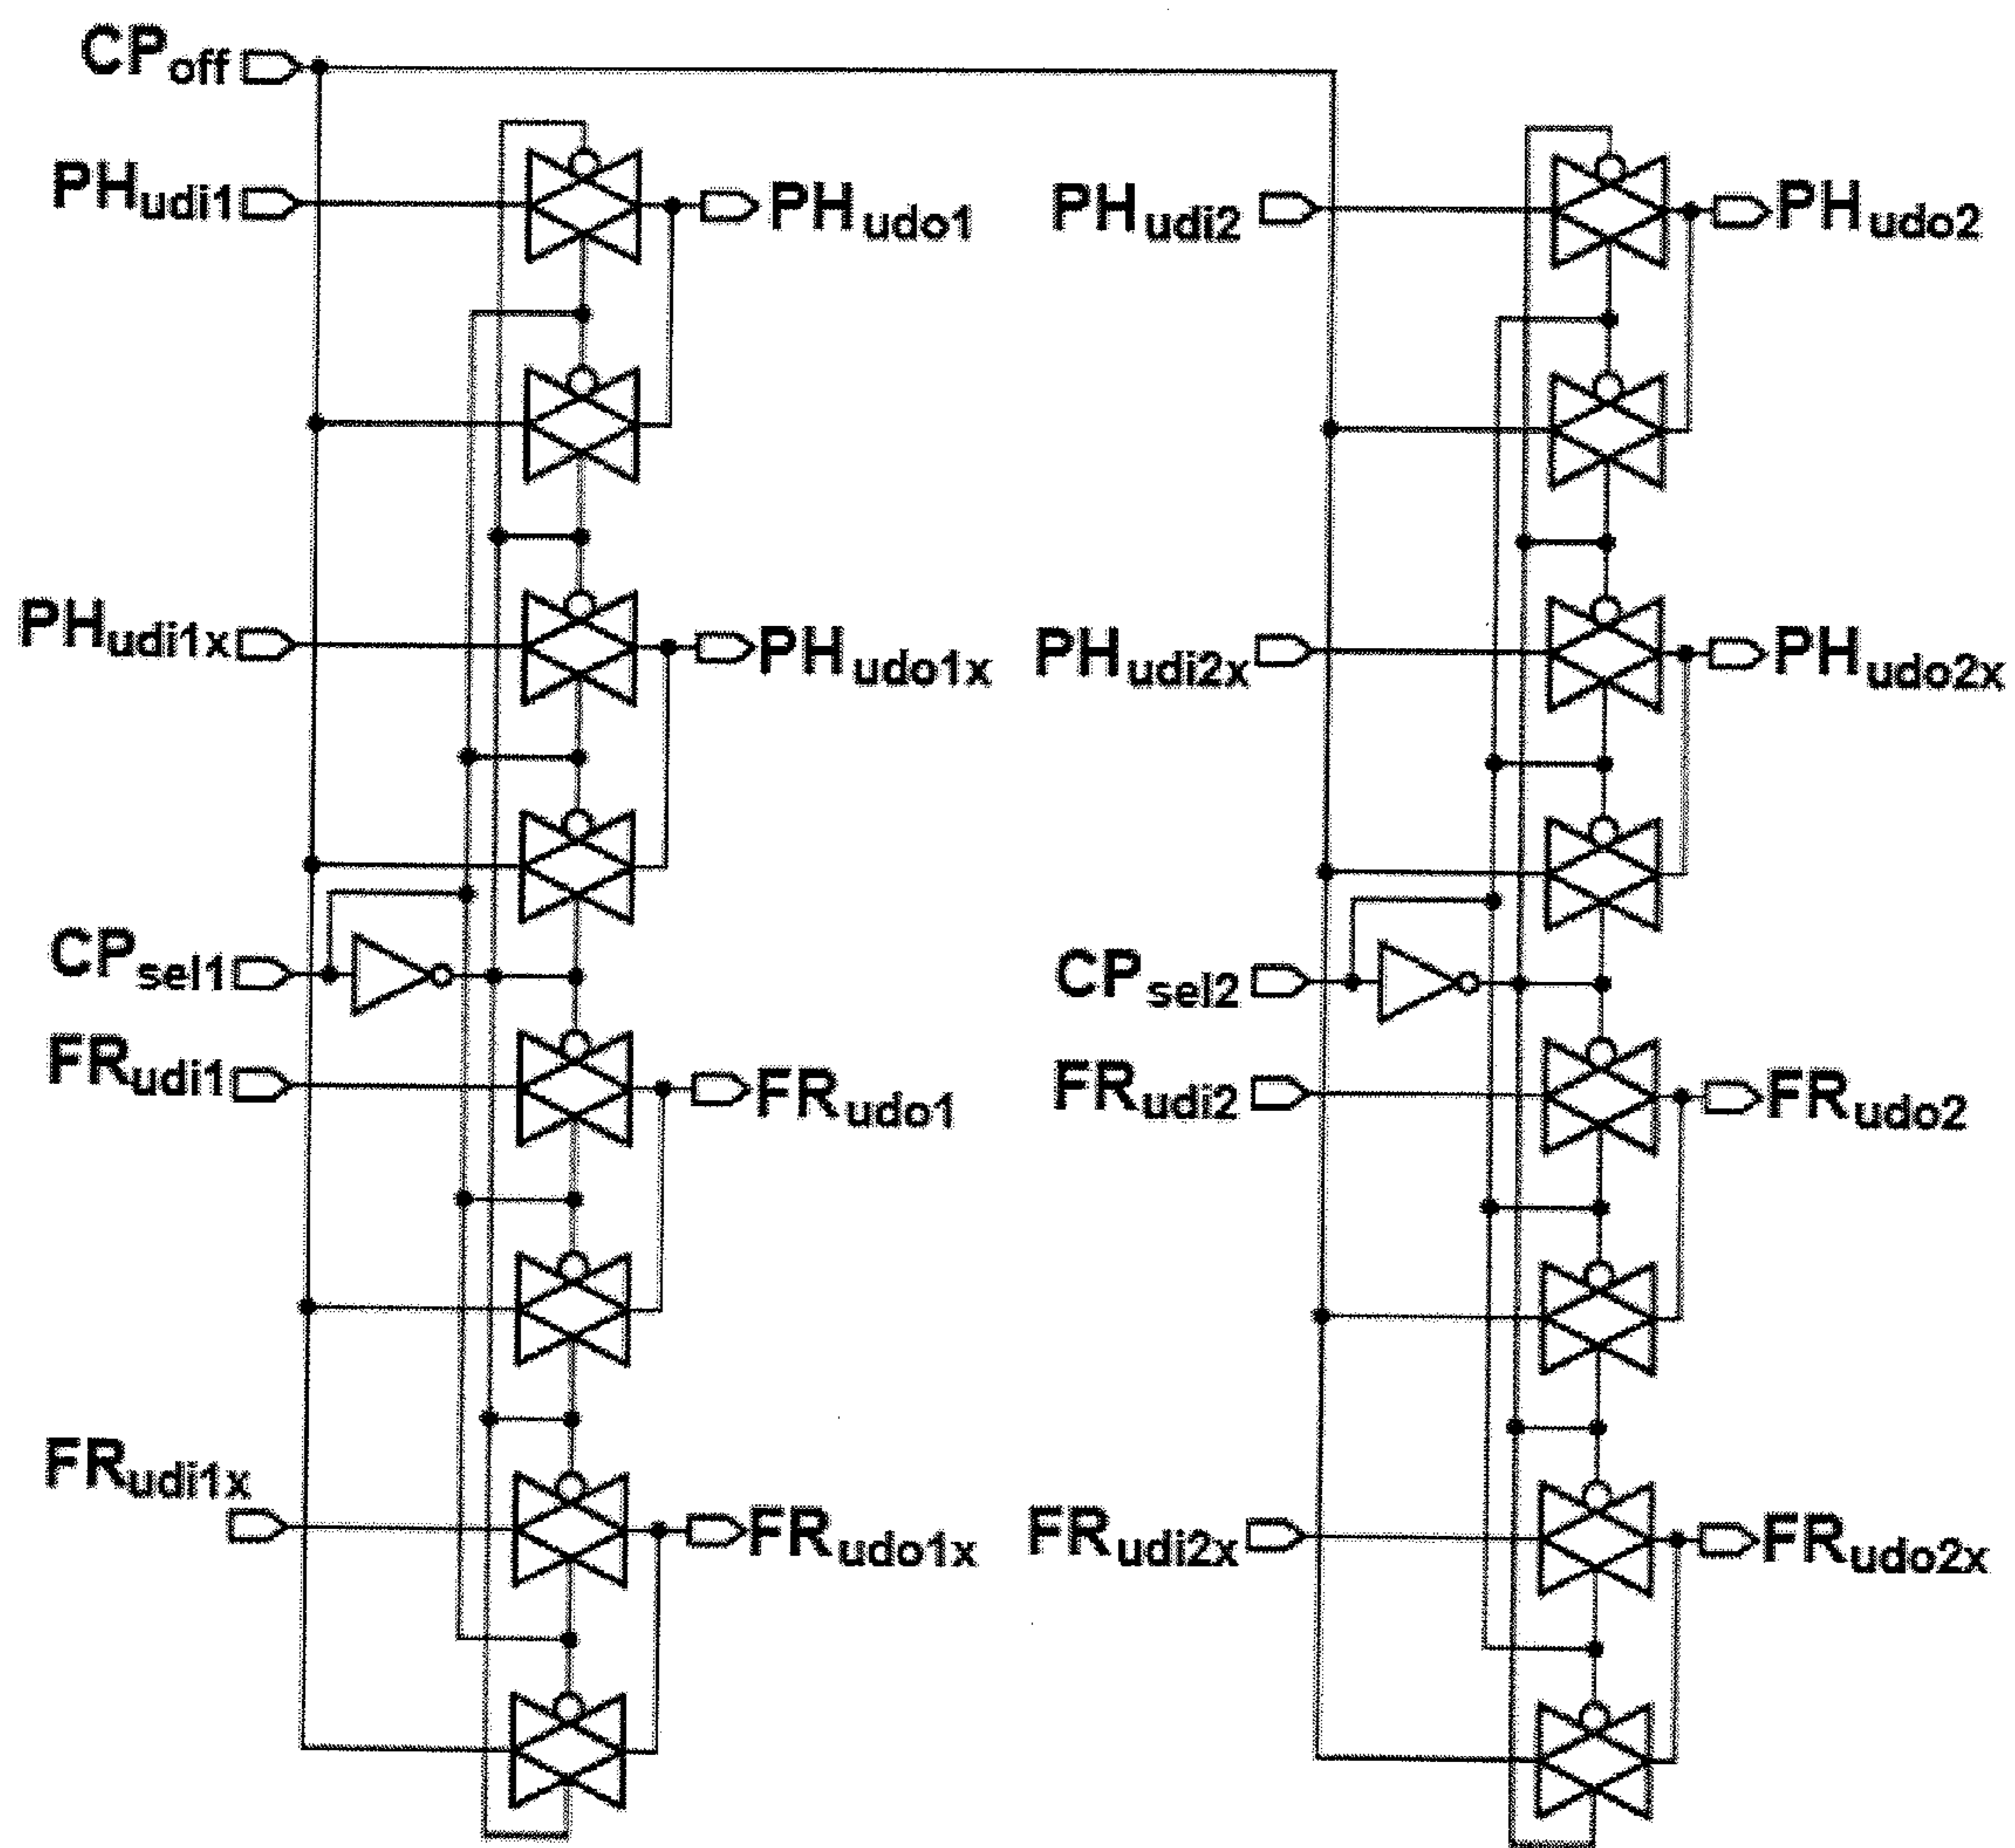 CPoff
PHudi1
PHudo1
PHudi1x
PHudo1x
CPsel1
FRudi1
FRudo1
FRudi1x
FRudo1x
PHudi2
PHudo2
PHudi2x
PHudo2x
CPsel2
FRudi2
FRudo2
FRudi2x
FRudo2x